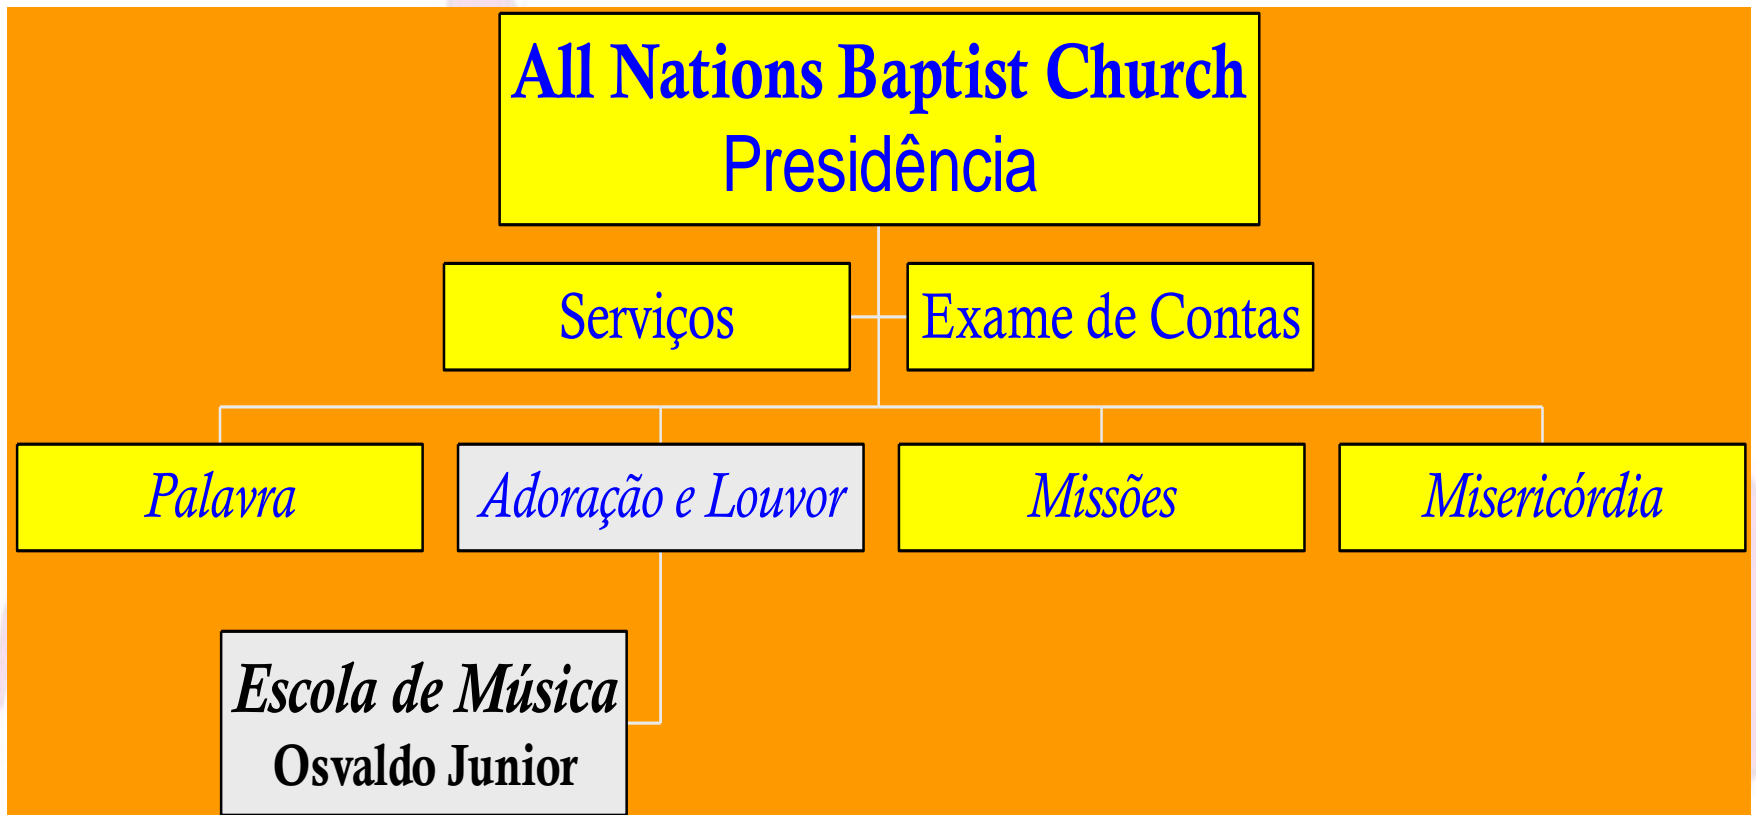 All Nations Baptist Church
Presidência
Serviços
Exame de Contas
Palavra
Adoração e Louvor
Missões
Misericórdia
Escola de Música
Osvaldo Junior